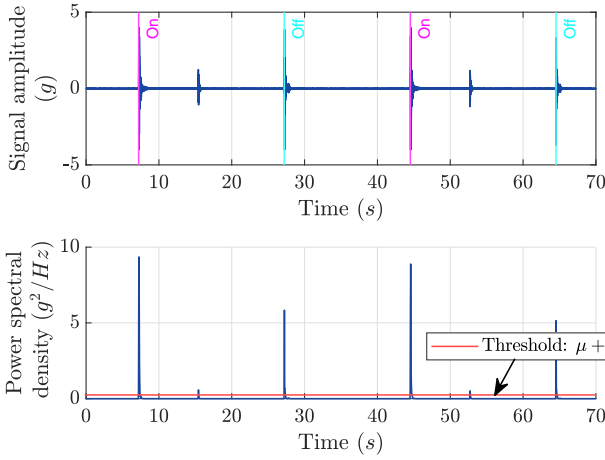 Signal amplitude
(g)
5
0
-5
On
Off
On
Off
0 10 20 30 40 50 60 70
Time (s)
Power spectral
density (g²/Hz)
10
5
0
Threshold: μ +
0 10 20 30 40 50 60 70
Time (s)